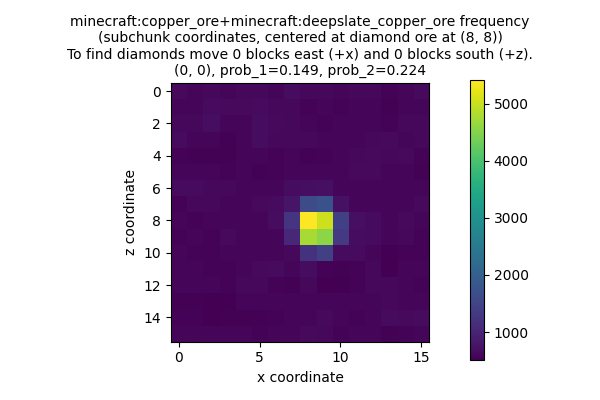 minecraft:copper_ore+minecraft:deepslate_copper_ore frequency
(subchunk coordinates, centered at diamond ore at (8, 8))
To find diamonds move 0 blocks east (+x) and 0 blocks south (+z).
(0, 0), prob_1=0.149, prob_2=0.224
0
2
4
6
8
10
12
14
z coordinate
0
5
10
15
x coordinate
5000
4000
3000
2000
1000